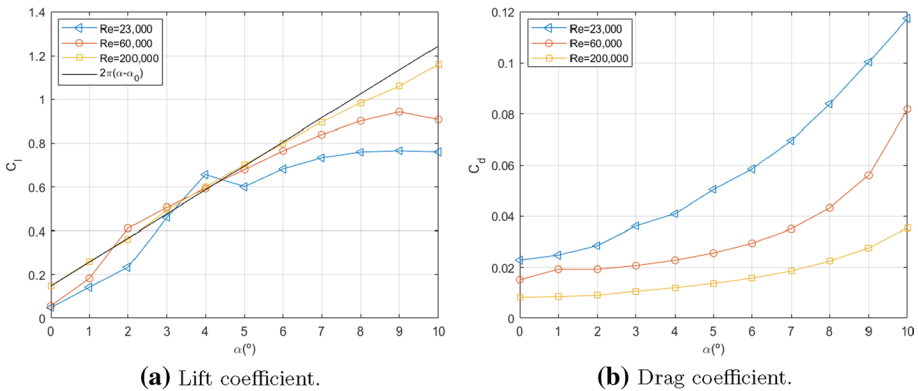 1.4
1.2
1
0.8
0.6
0.4
0.2
0
C_l
Re=23,000
Re=60,000
Re=200,000
2π(α-α_0)
0 1 2 3 4 5 6 7 8 9 10
α(º)
(a) Lift coefficient.
0.12
0.1
0.08
0.06
0.04
0.02
0
C_d
Re=23,000
Re=60,000
Re=200,000
0 1 2 3 4 5 6 7 8 9 10
α(º)
(b) Drag coefficient.